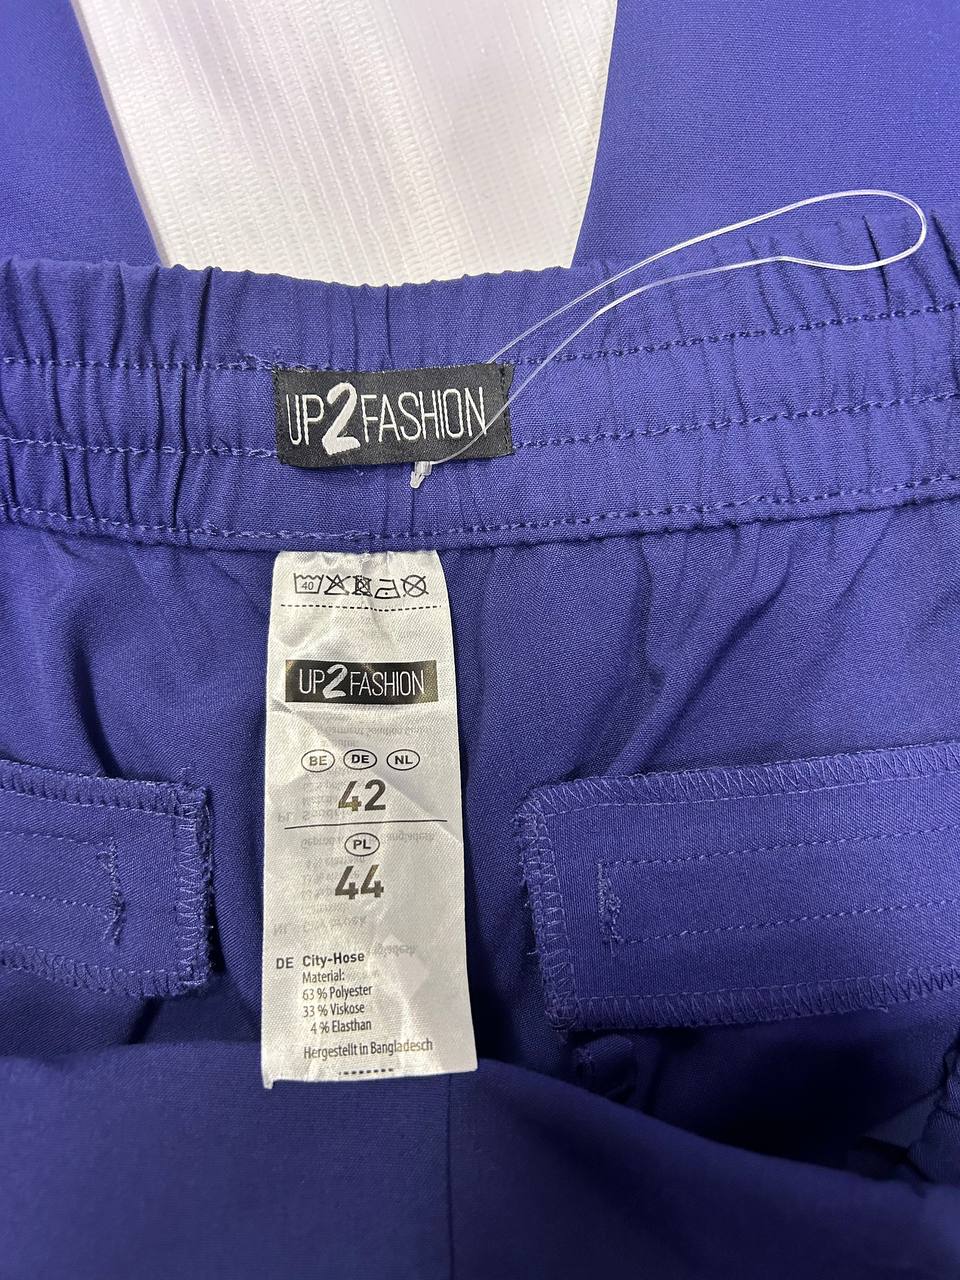 UP2FASHION
40
UP2FASHION
BE DE NL
42
PL
44
DE City-Hose
Material:
63 % Polyester
33 % Viskose
4 % Elasthan
Hergestellt in Bangladesch